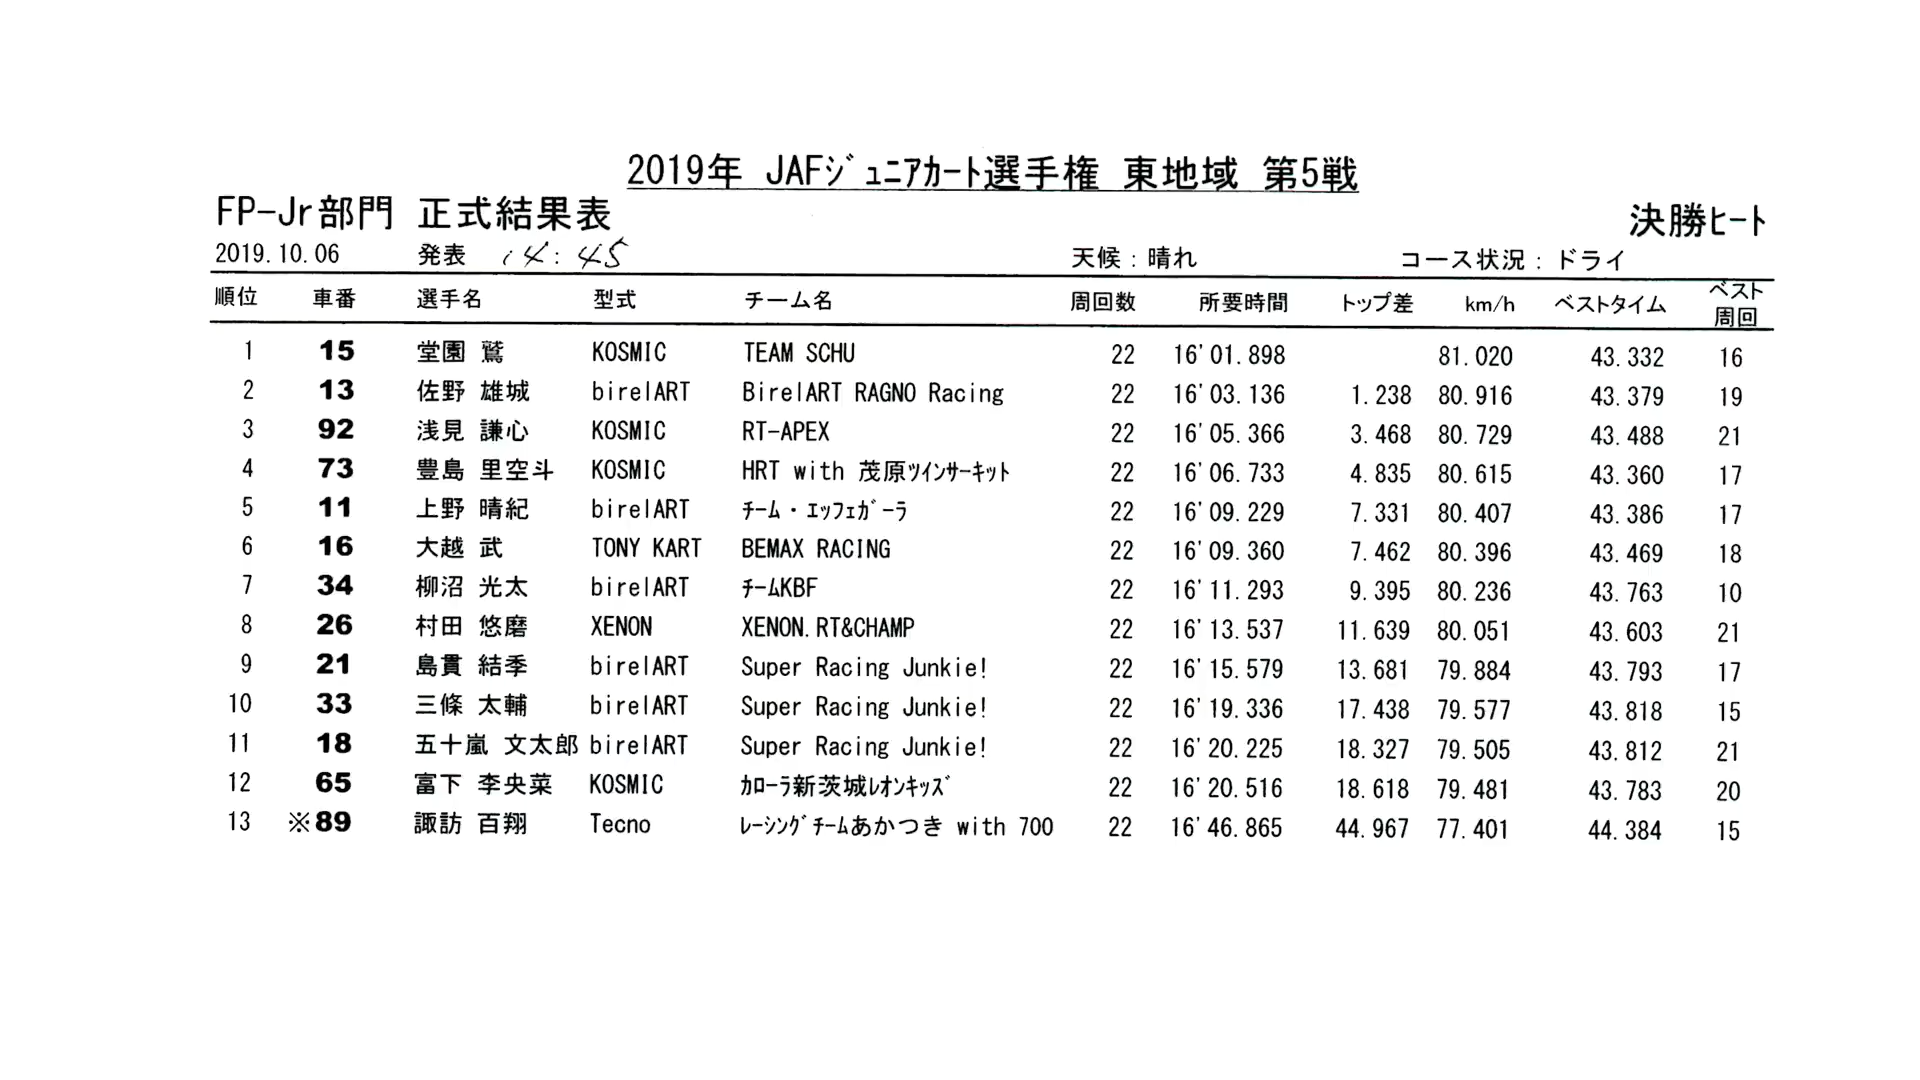 2019年 JAFｼﾞｭﾆｱｶｰﾄ選手権 東地域 第5戦
FP-Jr部門 正式結果表 決勝ﾋｰﾄ
2019.10.06 発表 14:45 天候：晴れ コース状況：ドライ
順位 車番 選手名 型式 チーム名 周回数 所要時間 トップ差 km/h ベストタイム ベスト周回
1 15 堂園 鷲 KOSMIC TEAM SCHU 22 16'01.898 81.020 43.332 16
2 13 佐野 雄城 birelART BirelART RAGNO Racing 22 16'03.136 1.238 80.916 43.379 19
3 92 浅見 謙心 KOSMIC RT-APEX 22 16'05.366 3.468 80.729 43.488 21
4 73 豊島 里空斗 KOSMIC HRT with 茂原ﾂｲﾝｻｰｷｯﾄ 22 16'06.733 4.835 80.615 43.360 17
5 11 上野 晴紀 birelART ﾁｰﾑ・ｴｯﾌｪｶﾞｰﾗ 22 16'09.229 7.331 80.407 43.386 17
6 16 大越 武 TONY KART BEMAX RACING 22 16'09.360 7.462 80.396 43.469 18
7 34 柳沼 光太 birelART ﾁｰﾑKBF 22 16'11.293 9.395 80.236 43.763 10
8 26 村田 悠磨 XENON XENON.RT&CHAMP 22 16'13.537 11.639 80.051 43.603 21
9 21 島貫 結季 birelART Super Racing Junkie! 22 16'15.579 13.681 79.884 43.793 17
10 33 三條 太輔 birelART Super Racing Junkie! 22 16'19.336 17.438 79.577 43.818 15
11 18 五十嵐 文太郎 birelART Super Racing Junkie! 22 16'20.225 18.327 79.505 43.812 21
12 65 富下 李央菜 KOSMIC ｶﾛｰﾗ新茨城ﾚｵﾝｷｯｽﾞ 22 16'20.516 18.618 79.481 43.783 20
13 ※89 諏訪 百翔 Tecno ﾚｰｼﾝｸﾞﾁｰﾑあかつき with 700 22 16'46.865 44.967 77.401 44.384 15